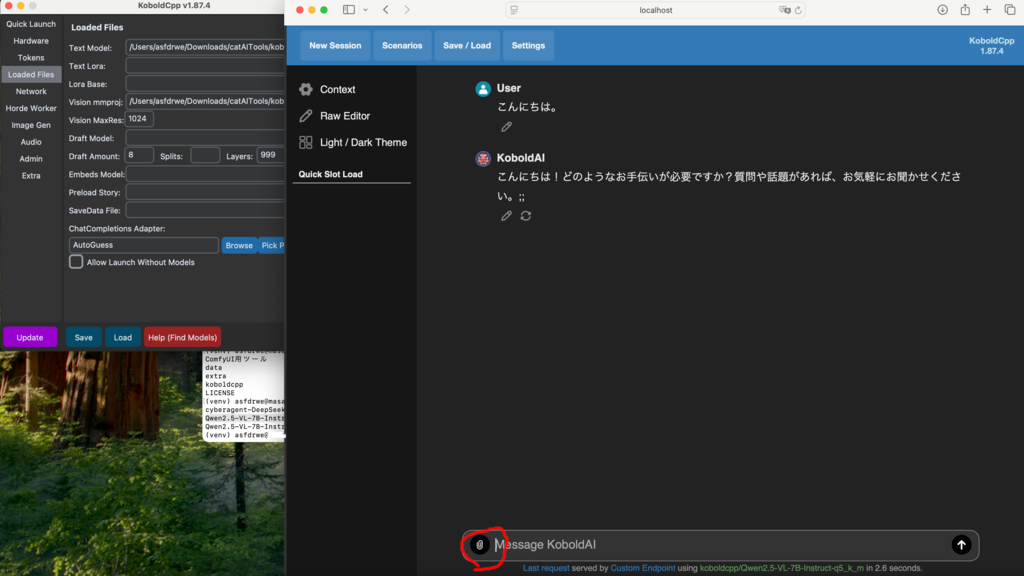 KoboldCpp v1.87.4
Quick Launch
Hardware
Tokens
Loaded Files
Network
Horde Worker
Image Gen
Audio
Admin
Extra
Loaded Files
Text Model: /Users/asfdrwe/Downloads/catAITools/kob
Text Lora:
Lora Base:
Vision mmproj: /Users/asfdrwe/Downloads/catAITools/kob
Vision MaxRes: 1024
Draft Model:
Draft Amount: 8 Splits: Layers: 999
Embeds Model:
Preload Story:
SaveData File:
ChatCompletions Adapter:
AutoGuess Browse Pick P
Allow Launch Without Models
Update Save Load Help (Find Models)
(venv) asfdrwe@masa
ComfyUI用ツール
data
extra
koboldcpp
LICENSE
(venv) asfdrwe@masa
cyberagent-DeepSeek
Qwen2.5-VL-7B-Instr
Qwen2.5-VL-7B-Instr
(venv) asfdrwe@
localhost
New Session Scenarios Save / Load Settings
KoboldCpp
1.87.4
Context
Raw Editor
Light / Dark Theme
Quick Slot Load
User
こんにちは。
KoboldAI
こんにちは！どのようなお手伝いが必要ですか？質問や話題があれば、お気軽にお聞かせくださ
い。;;
Message KoboldAI
Last request served by Custom Endpoint using koboldcpp/Qwen2.5-VL-7B-Instruct-q5_k_m in 2.6 seconds.